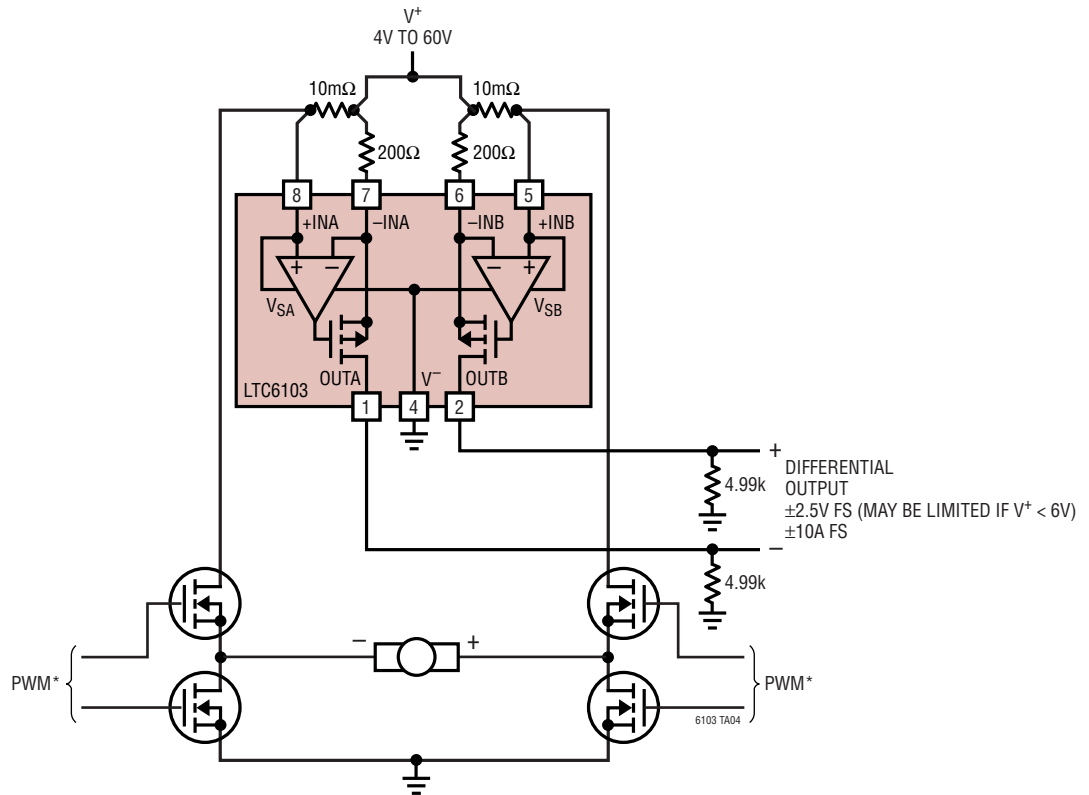 V+
4V TO 60V
10mΩ
10mΩ
200Ω
200Ω
8
7
6
5
+INA
–INA
–INB
+INB
+
–
–
+
VSA
VSB
OUTA
V–
OUTB
LTC6103
1
4
2
+
DIFFERENTIAL
OUTPUT
±2.5V FS (MAY BE LIMITED IF V+ < 6V)
±10A FS
4.99k
–
4.99k
–
+
PWM*
PWM*
6103 TA04